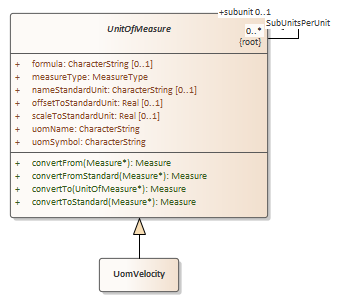 +subunit 0..1
UnitOfMeasure
SubUnitsPerUnit
0..*
{root}
+ formula: CharacterString [0..1]
+ measureType: MeasureType
+ nameStandardUnit: CharacterString [0..1]
+ offsetToStandardUnit: Real [0..1]
+ scaleToStandardUnit: Real [0..1]
+ uomName: CharacterString
+ uomSymbol: CharacterString
+ convertFrom(Measure*): Measure
+ convertFromStandard(Measure*): Measure
+ convertTo(UnitOfMeasure*): Measure
+ convertToStandard(Measure*): Measure
UomVelocity